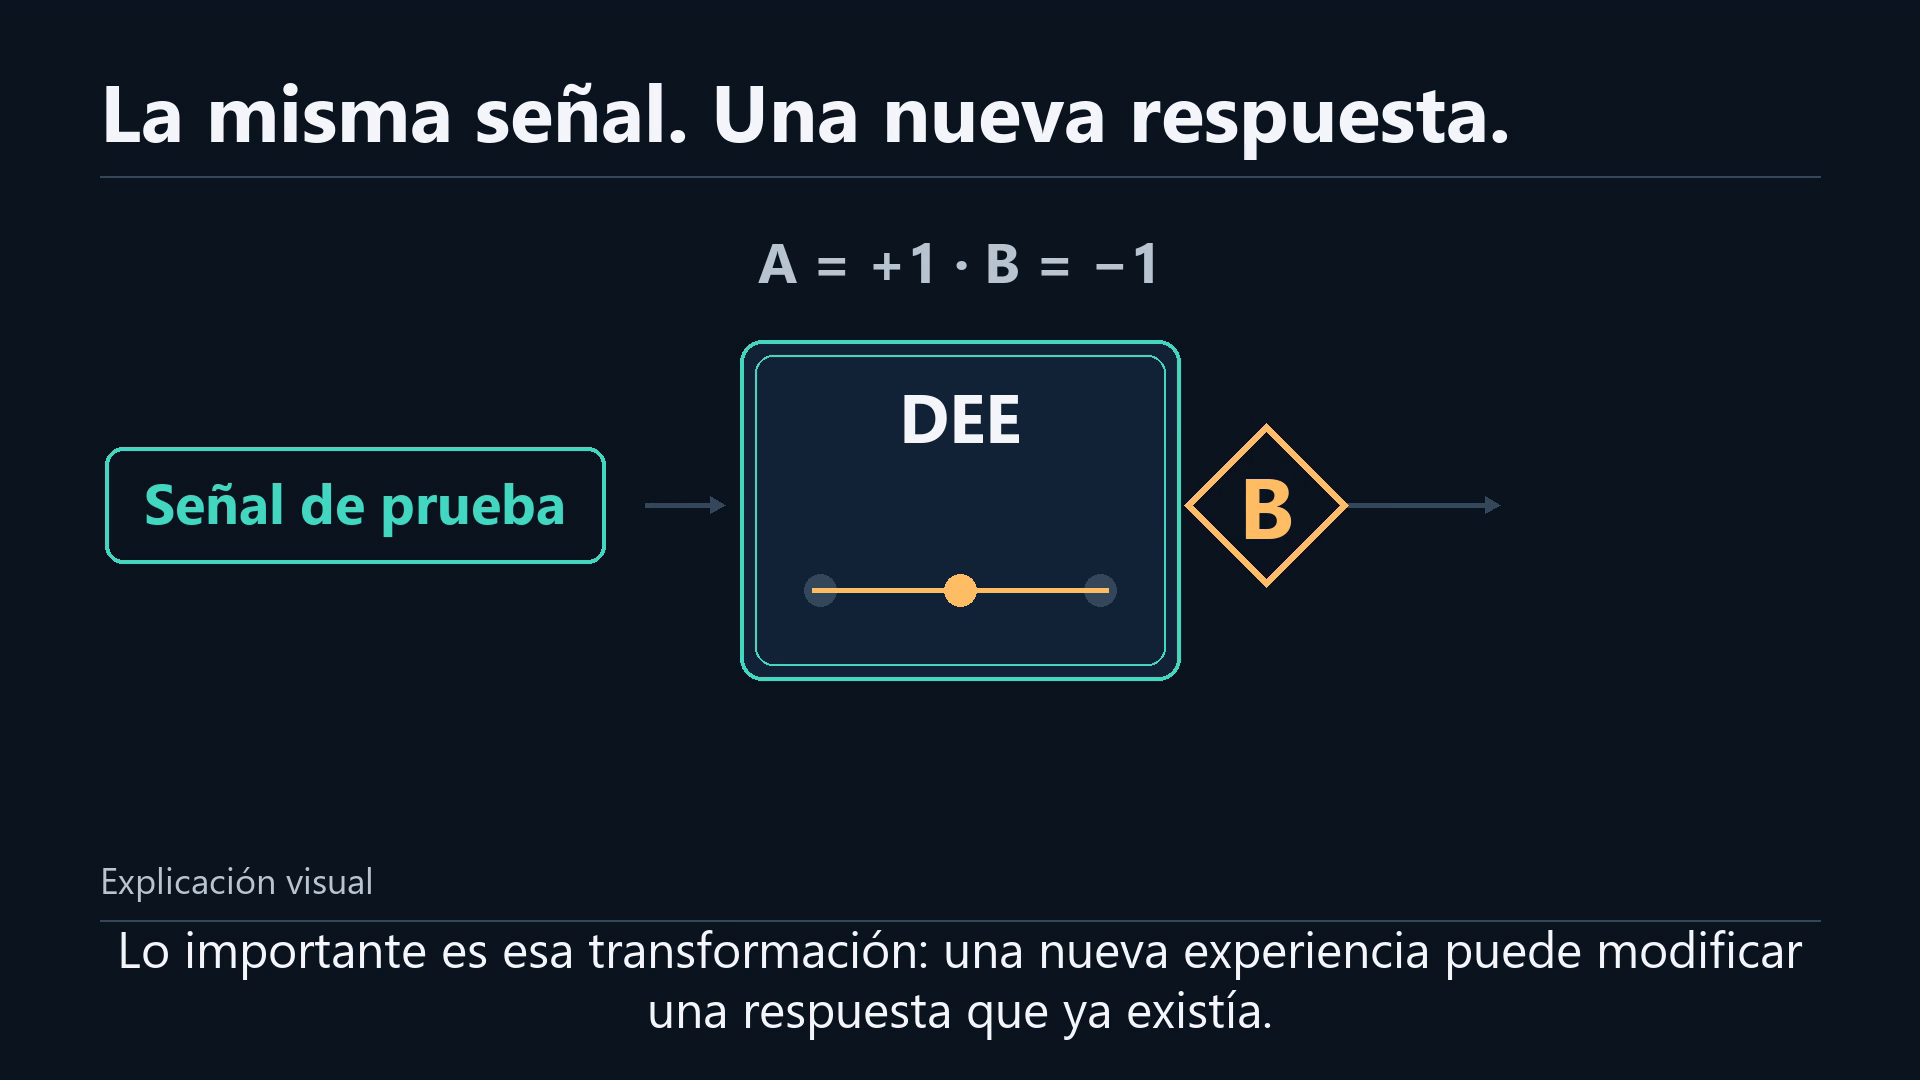 La misma señal. Una nueva respuesta.
A = +1 · B = −1
DEE
Señal de prueba
B
Explicación visual
Lo importante es esa transformación: una nueva experiencia puede modificar
una respuesta que ya existía.